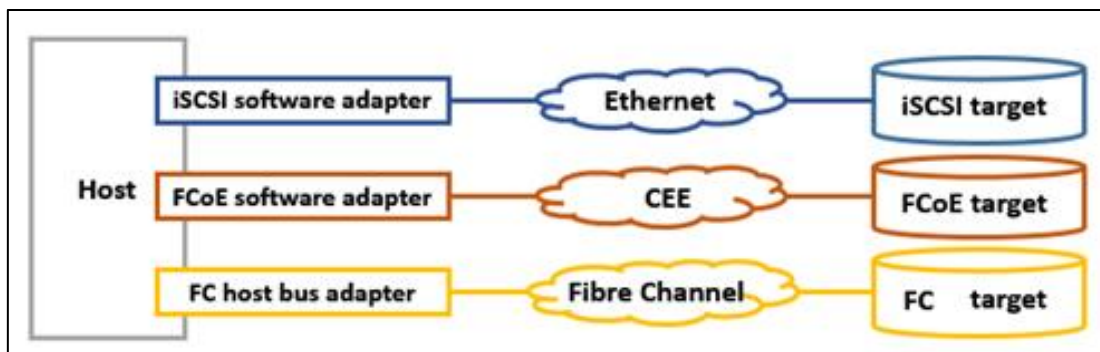 iSCSI software adapter
Ethernet
iSCSI target
Host
FCoE software adapter
CEE
FCoE target
FC host bus adapter
Fibre Channel
FC target